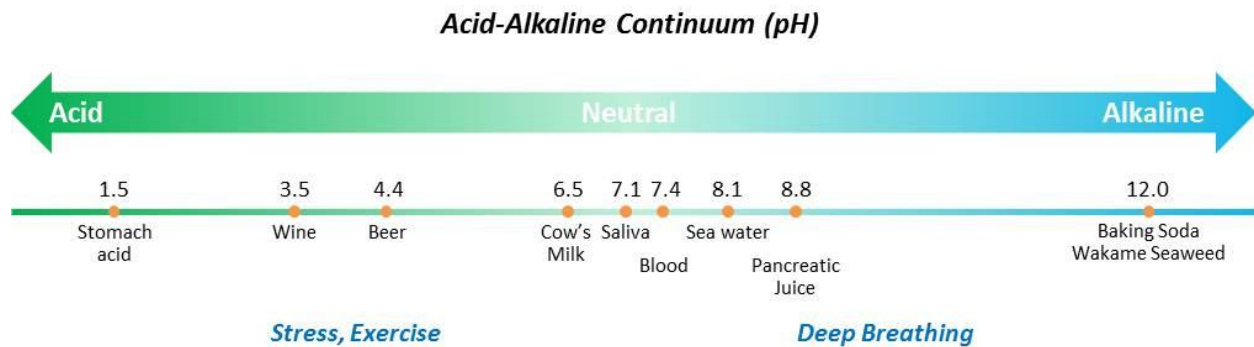 Acid-Alkaline Continuum (pH)
Acid Neutral Alkaline
1.5 3.5 4.4 6.5 7.1 7.4 8.1 8.8 12.0
Stomach acid
Wine
Beer
Cow's Milk
Saliva
Blood
Sea water
Pancreatic Juice
Baking Soda
Wakame Seaweed
Stress, Exercise Deep Breathing